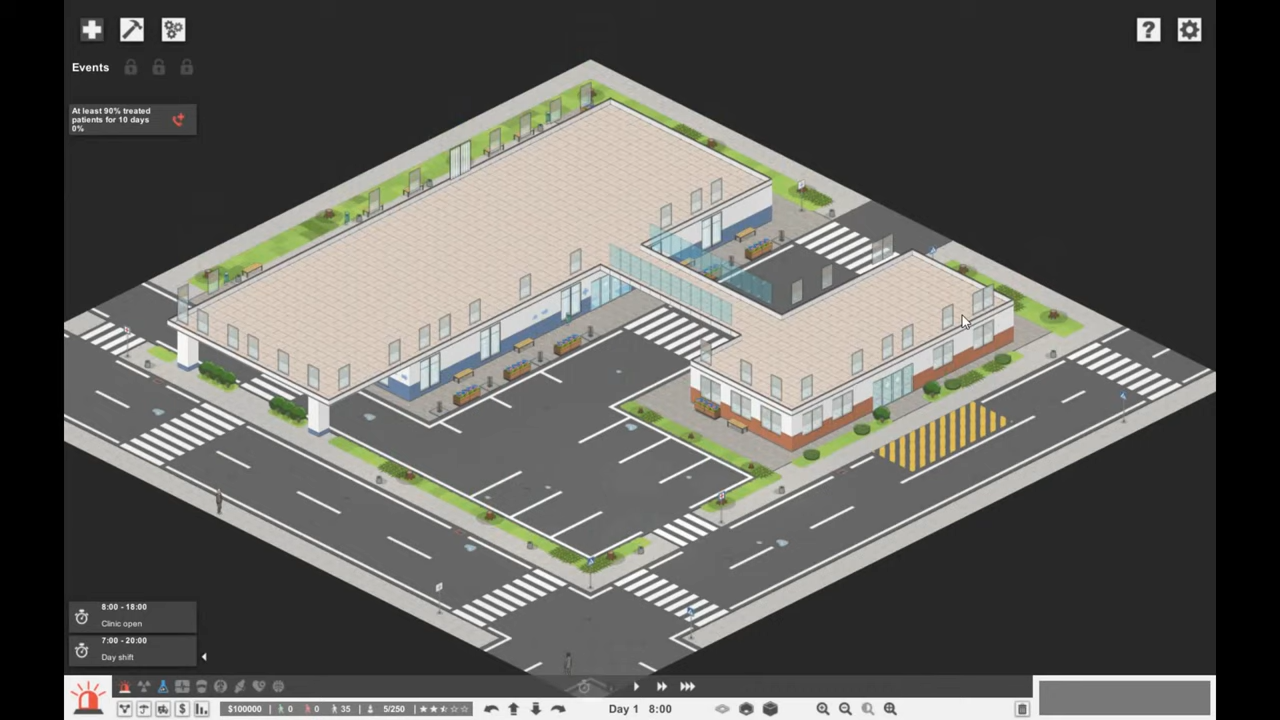 ?
Events
At least 90% treated
patients for 10 days
0%
8:00 - 18:00
Clinic open
7:00 - 20:00
Day shift
$100000
0
0
35
5/250
$
Day 1 8:00